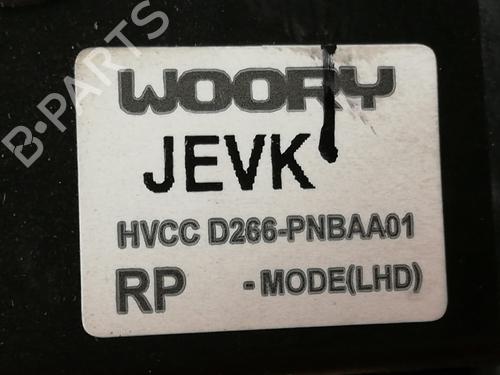 WOORY
JEVK
HVCC D266-PNBAA01
RP - MODE(LHD)
B-PARTS